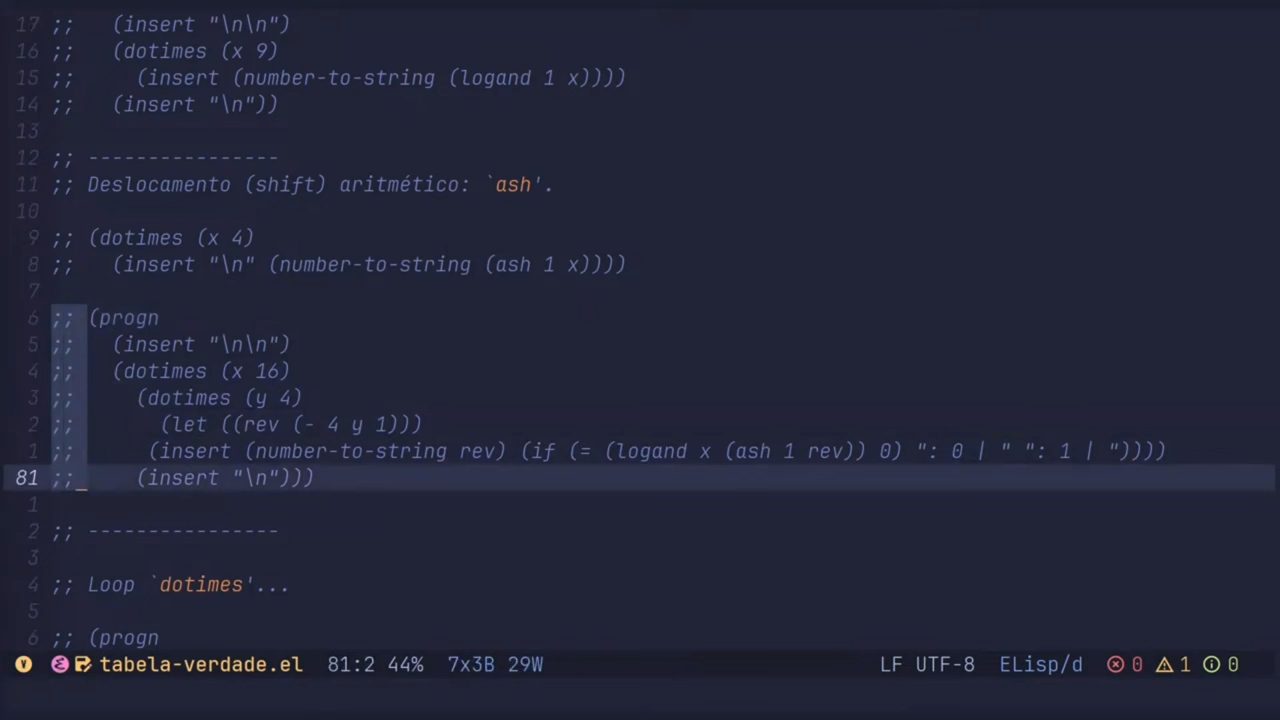 17 ;;   (insert "\n\n")
16 ;;   (dotimes (x 9)
15 ;;     (insert (number-to-string (logand 1 x))))
14 ;;   (insert "\n"))
13
12 ;; ----------------
11 ;; Deslocamento (shift) aritmético: `ash'.
10
9 ;; (dotimes (x 4)
8 ;;   (insert "\n" (number-to-string (ash 1 x))))
7
6 ;; (progn
5 ;;   (insert "\n\n")
4 ;;   (dotimes (x 16)
3 ;;     (dotimes (y 4)
2 ;;       (let ((rev (- 4 y 1)))
1 ;;      (insert (number-to-string rev) (if (= (logand x (ash 1 rev)) 0) ": 0 | " ": 1 | "))))
81 ;;     (insert "\n")))
1
2 ;; ----------------
3
4 ;; Loop `dotimes'...
5
6 ;; (progn
V tabela-verdade.el 81:2 44% 7x3B 29W LF UTF-8 ELisp/d 0 1 0